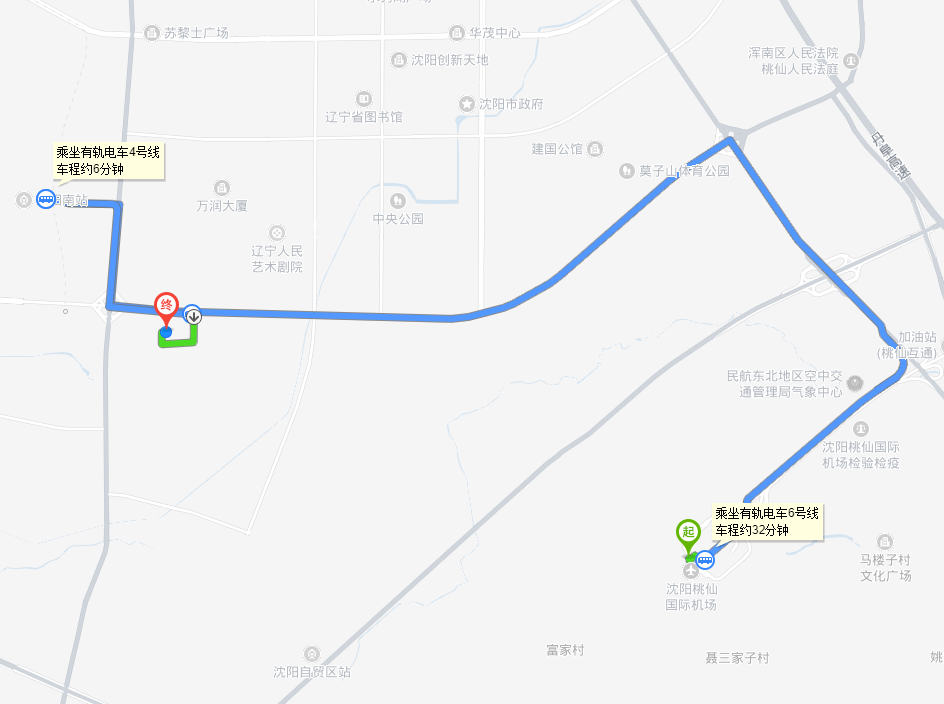 苏黎士广场
华茂中心
沈阳创新天地
浑南区人民法院
桃仙人民法庭
辽宁省图书馆
沈阳市政府
丹阜高速
建国公馆
莫子山体育公园
乘坐有轨电车4号线
车程约6分钟
南站
万润大厦
中央公园
辽宁人民
艺术剧院
终
加油站
(桃仙互通)
民航东北地区空中交
通管理局气象中心
沈阳桃仙国际
机场检验检疫
乘坐有轨电车6号线
车程约32分钟
起
沈阳桃仙
国际机场
马楼子村
文化广场
富家村
聂三家子村
姚
沈阳自贸区站